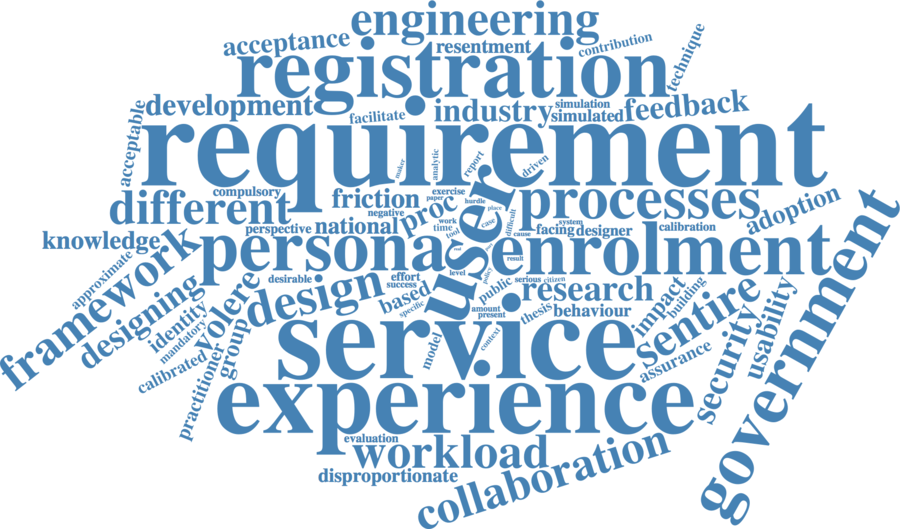 engineering
acceptance
resentment
contribution
technique
registration
development
industry
simulation
simulated
feedback
facilitate
acceptable
requirement
maker
analytic
report
driven
compulsory
different
friction
negative
exercise
paper
hurdle
place
user
processes
adoption
perspective
national
proc
work
time
tool
case
difficult
cause
system
facing
designer
calibration
knowledge
framework
persona
enrolment
government
approximate
designing
identity
mandatory
volere
desirable
design
effort
success
based
specific
level
policy
result
serious
citizen
public
research
amount
present
thesis
behaviour
impact
building
sentire
usability
security
assurance
calibrated
practitioner
group
service
model
context
experience
evaluation
workload
disproportionate
collaboration